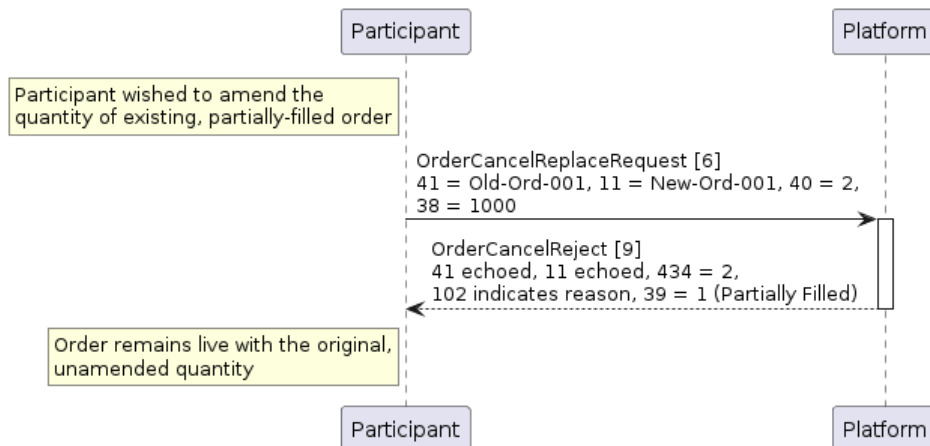 Participant
Platform
Participant wished to amend the
quantity of existing, partially-filled order
OrderCancelReplaceRequest [6]
41 = Old-Ord-001, 11 = New-Ord-001, 40 = 2,
38 = 1000
OrderCancelReject [9]
41 echoed, 11 echoed, 434 = 2,
102 indicates reason, 39 = 1 (Partially Filled)
Order remains live with the original,
unamended quantity
Participant
Platform